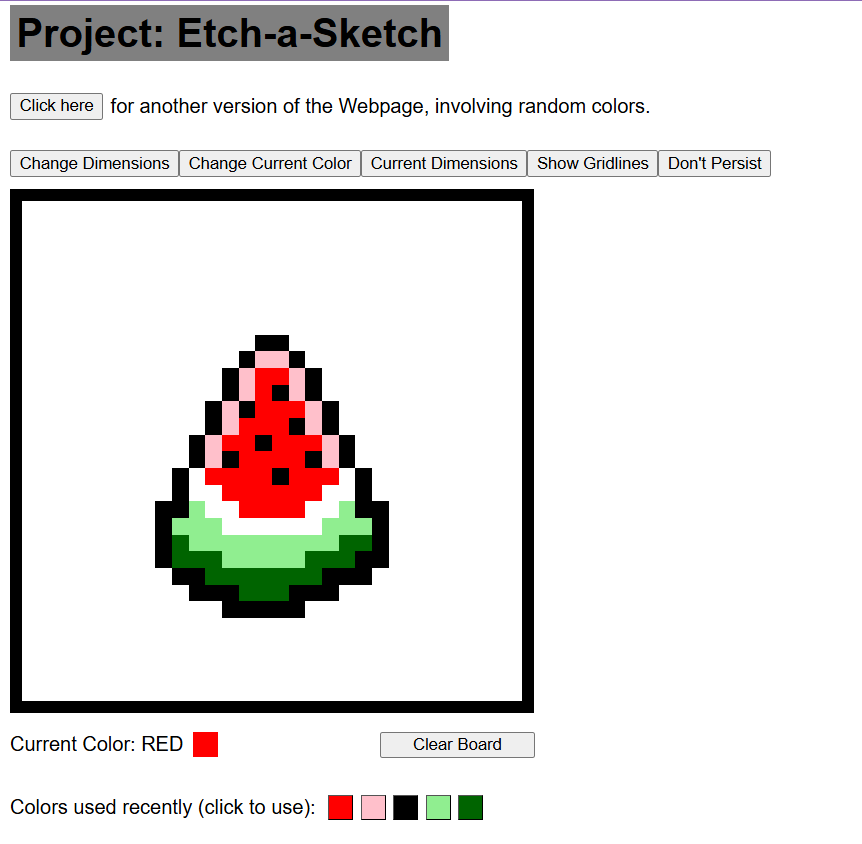 Project: Etch-a-Sketch
Click here for another version of the Webpage, involving random colors.
Change Dimensions Change Current Color Current Dimensions Show Gridlines Don't Persist
Current Color: RED Clear Board
Colors used recently (click to use):